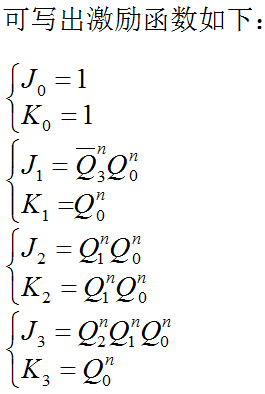 可写出激励函数如下：
J₀ = 1
K₀ = 1
J₁ = Q̅₃ⁿQ₀ⁿ
K₁ =Q₀ⁿ
J₂ = Q₁ⁿQ₀ⁿ
K₂ = Q₁ⁿQ₀ⁿ
J₃ = Q₂ⁿQ₁ⁿQ₀ⁿ
K₃ = Q₀ⁿ